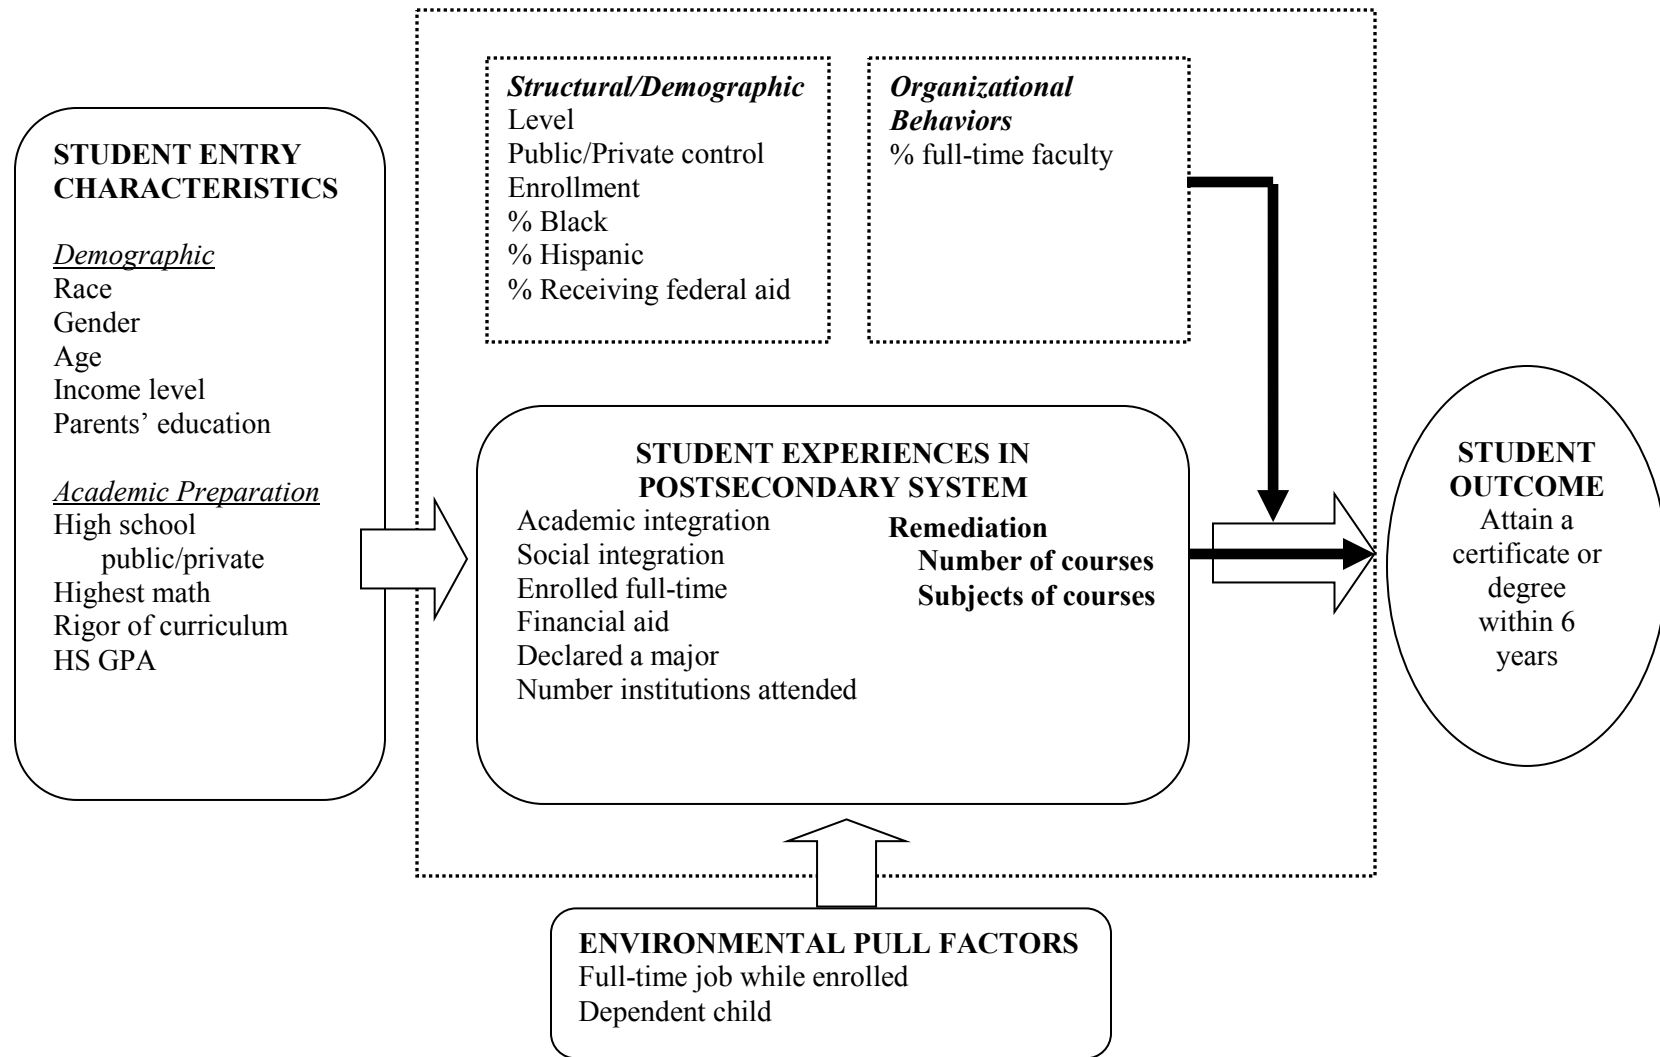 STUDENT ENTRY
CHARACTERISTICS
Demographic
Race
Gender
Age
Income level
Parents’ education
Academic Preparation
High school
public/private
Highest math
Rigor of curriculum
HS GPA
Structural/Demographic
Level
Public/Private control
Enrollment
% Black
% Hispanic
% Receiving federal aid
Organizational
Behaviors
% full-time faculty
STUDENT EXPERIENCES IN
POSTSECONDARY SYSTEM
Academic integration
Social integration
Enrolled full-time
Financial aid
Declared a major
Number institutions attended
Remediation
Number of courses
Subjects of courses
ENVIRONMENTAL PULL FACTORS
Full-time job while enrolled
Dependent child
STUDENT
OUTCOME
Attain a
certificate or
degree
within 6
years